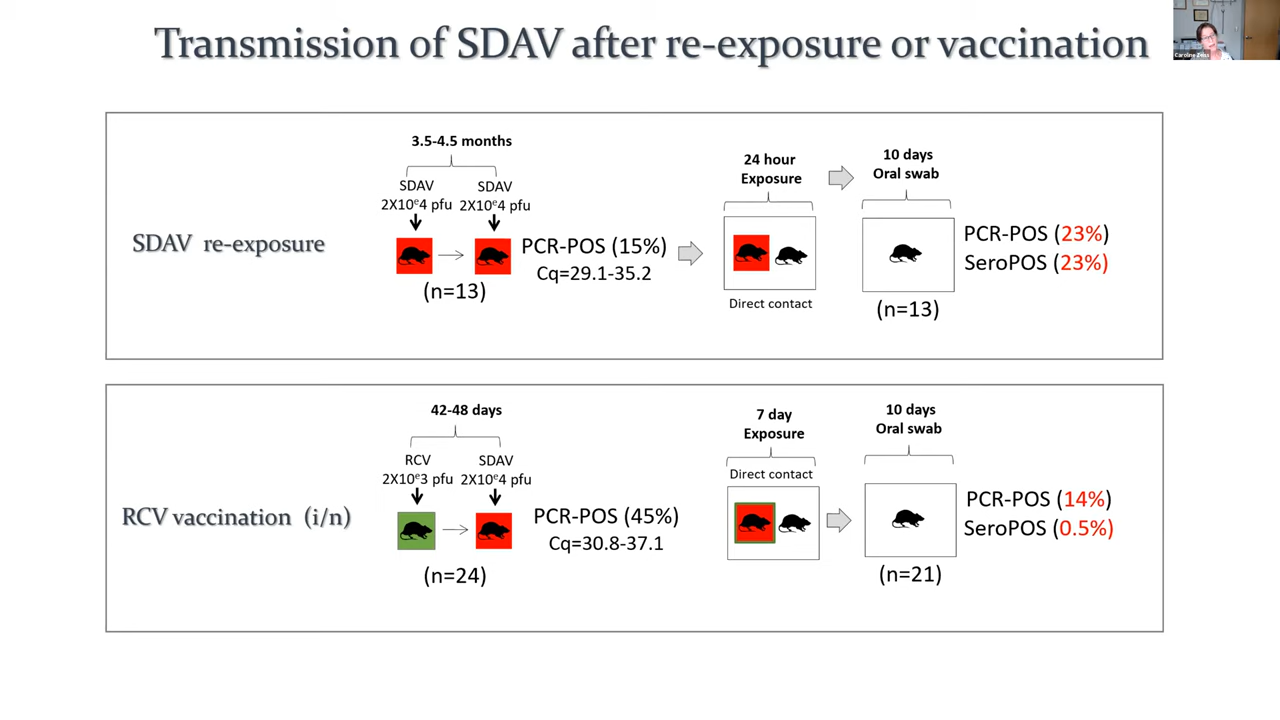 Transmission of SDAV after re-exposure or vaccination
Caroline Zeiss
SDAV re-exposure
3.5-4.5 months
SDAV
2X10e4 pfu
SDAV
2X10e4 pfu
(n=13)
PCR-POS (15%)
Cq=29.1-35.2
24 hour
Exposure
Direct contact
10 days
Oral swab
(n=13)
PCR-POS (23%)
SeroPOS (23%)
RCV vaccination (i/n)
42-48 days
RCV
2X10e3 pfu
SDAV
2X10e4 pfu
(n=24)
PCR-POS (45%)
Cq=30.8-37.1
7 day
Exposure
Direct contact
10 days
Oral swab
(n=21)
PCR-POS (14%)
SeroPOS (0.5%)